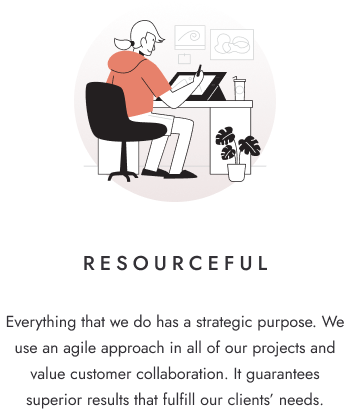 RESOURCEFUL
Everything that we do has a strategic purpose. We
use an agile approach in all of our projects and
value customer collaboration. It guarantees
superior results that fulfill our clients’ needs.